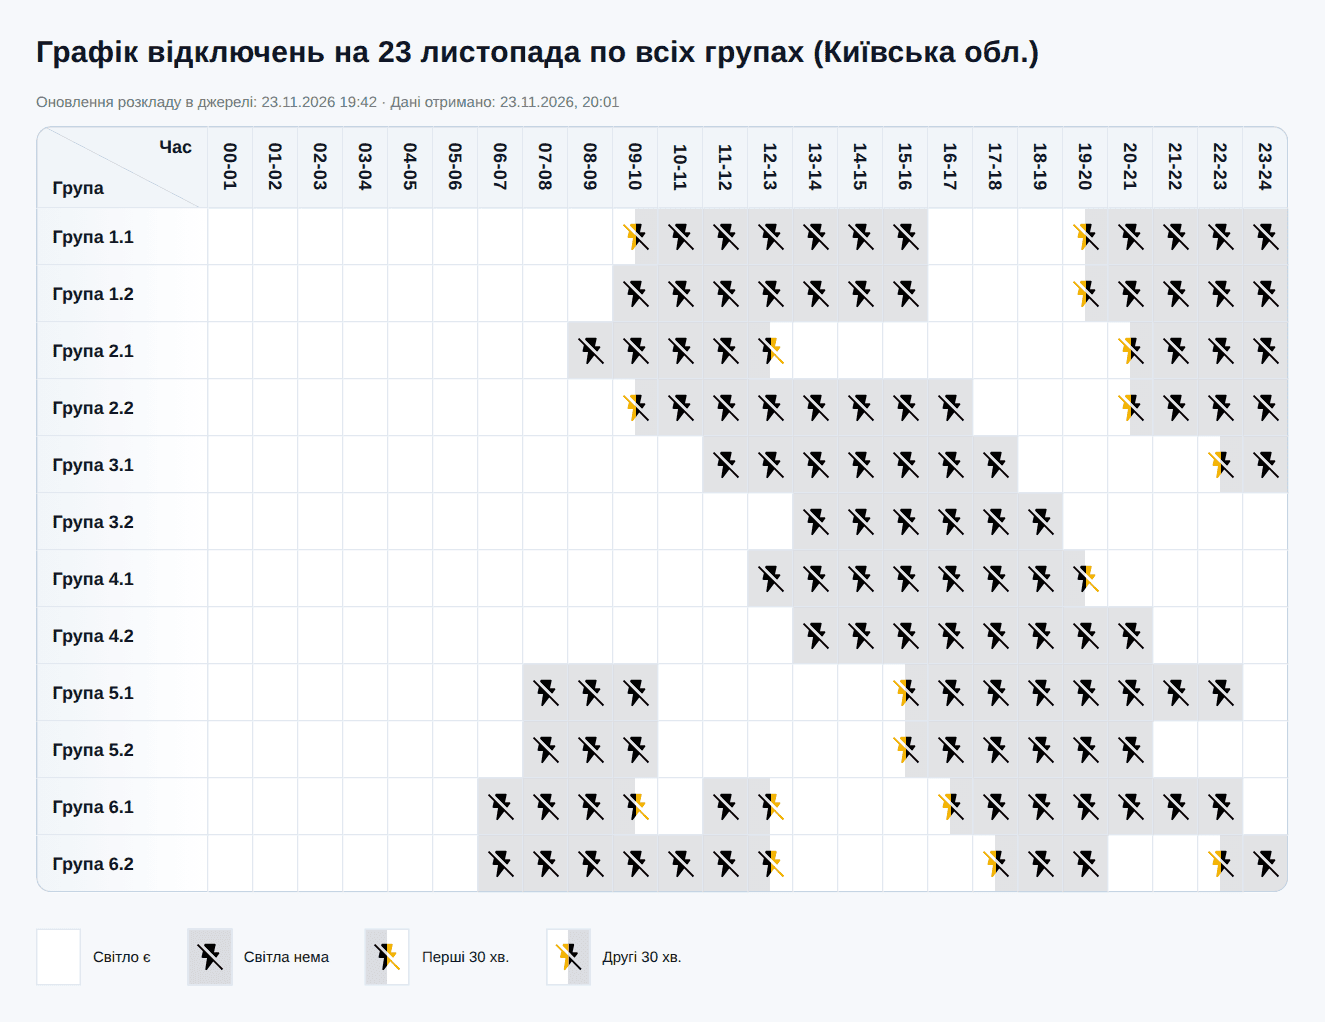 Графік відключень на 23 листопада по всіх групах (Київська обл.)
Оновлення розкладу в джерелі: 23.11.2026 19:42 · Дані отримано: 23.11.2026, 20:01
Час
Група
00-01 01-02 02-03 03-04 04-05 05-06 06-07 07-08 08-09 09-10 10-11 11-12 12-13 13-14 14-15 15-16 16-17 17-18 18-19 19-20 20-21 21-22 22-23 23-24
Група 1.1
Група 1.2
Група 2.1
Група 2.2
Група 3.1
Група 3.2
Група 4.1
Група 4.2
Група 5.1
Група 5.2
Група 6.1
Група 6.2
Світло є Світла нема Перші 30 хв. Другі 30 хв.